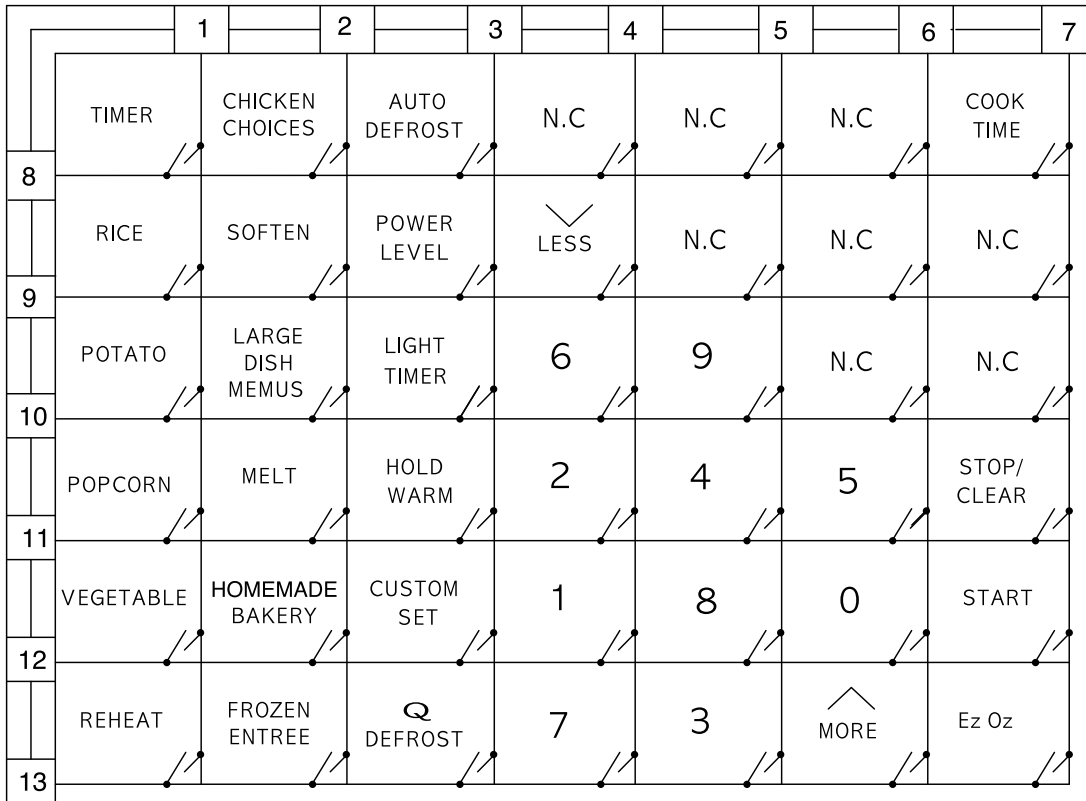 1 2 3 4 5 6 7
TIMER
CHICKEN
CHOICES
AUTO
DEFROST
N.C
N.C
N.C
COOK
TIME
8
RICE
SOFTEN
POWER
LEVEL
LESS
N.C
N.C
N.C
9
POTATO
LARGE
DISH
MEMUS
LIGHT
TIMER
6
9
N.C
N.C
10
POPCORN
MELT
HOLD
WARM
2
4
5
STOP/
CLEAR
11
VEGETABLE
HOMEMADE
BAKERY
CUSTOM
SET
1
8
0
START
12
REHEAT
FROZEN
ENTREE
Q
DEFROST
7
3
MORE
Ez Oz
13